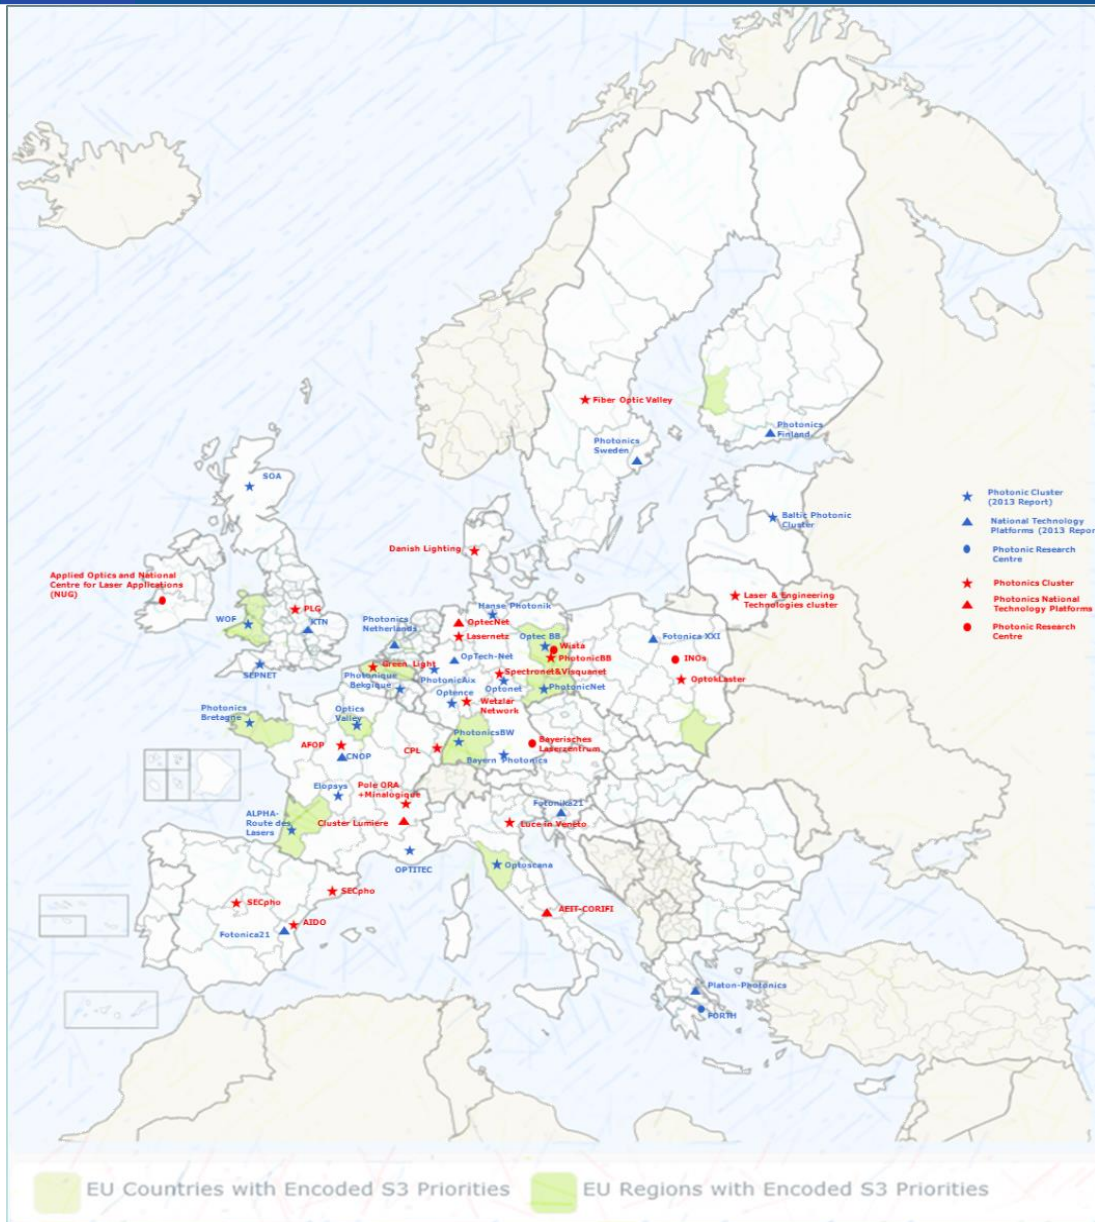 Fiber Optic Valley
Photonics
Finland
Photonics
Sweden
SOA
Photonic Cluster
(2013 Report)
National Technology
Platforms (2013 Repor
Photonic Research
Centre
Photonics Cluster
Photonics National
Technology Platforms
Photonic Research
Centre
Baltic Photonic
Cluster
Danish Lighting
Applied Optics and National
Centre for Laser Applications
(NUG)
Laser & Engineering
Technologies cluster
PLG
Hanse Photonik
WOF
KTN
Photonics
Netherlands
OptecNet
Lasernetz
Optec BB
Fotonica XXI
Wista
PhotonicBB
INOs
OpTech-Net
SEPNET
Green Light
Photonique
Bekgique
PhotonicAix
Spectronet&Visquanet
Optonet
PhotonicNet
OptokLaster
Optence
Wetzlar
Network
Photonics
Bretagne
Optics
Valley
PhotonicsBW
Bayerisches
Laserzentrum
AFOP
CPL
CNOP
Bayern Photonics
Elopsys
Pole ORA
+Minalogique
Fotonika21
ALPHA-
Route des
Lasers
Cluster Lumiere
Luce in Veneto
OPTITEC
Optoscana
SECpho
SECpho
AEIT-CORIFI
AIDO
Fotonica21
Platon-Photonics
FORTH
EU Countries with Encoded S3 Priorities
EU Regions with Encoded S3 Priorities